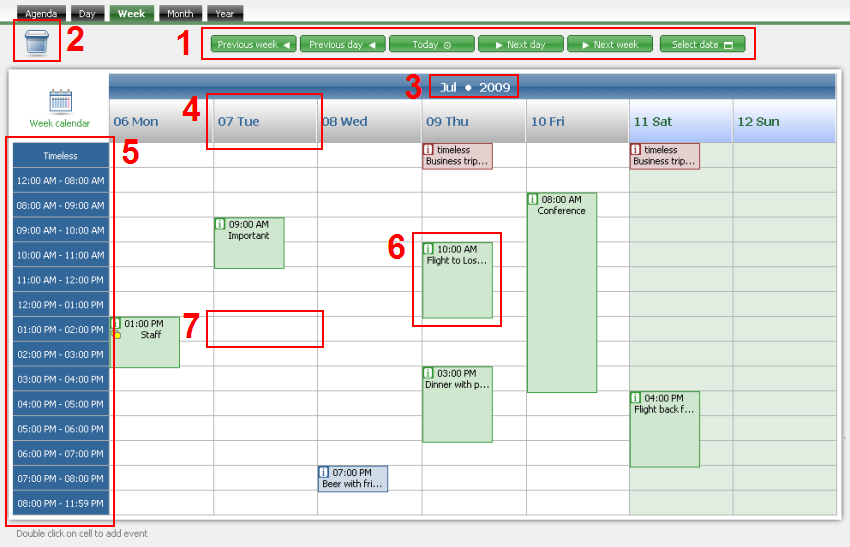 Agenda Day Week Month Year
2
1
Previous week Previous day Today Next day Next week Select date
3
Jul 2009
Week calendar
4
06 Mon 07 Tue 08 Wed 09 Thu 10 Fri 11 Sat 12 Sun
5
Timeless
timeless
Business trip...
timeless
Business trip...
12:00 AM - 08:00 AM
08:00 AM - 09:00 AM
08:00 AM
Conference
09:00 AM - 10:00 AM
09:00 AM
Important
10:00 AM - 11:00 AM
6
10:00 AM
Flight to Los...
11:00 AM - 12:00 PM
12:00 PM - 01:00 PM
01:00 PM - 02:00 PM
01:00 PM
Staff
7
02:00 PM - 03:00 PM
03:00 PM - 04:00 PM
03:00 PM
Dinner with p...
04:00 PM - 05:00 PM
04:00 PM
Flight back f...
05:00 PM - 06:00 PM
06:00 PM - 07:00 PM
07:00 PM - 08:00 PM
07:00 PM
Beer with fri...
08:00 PM - 11:59 PM
Double click on cell to add event